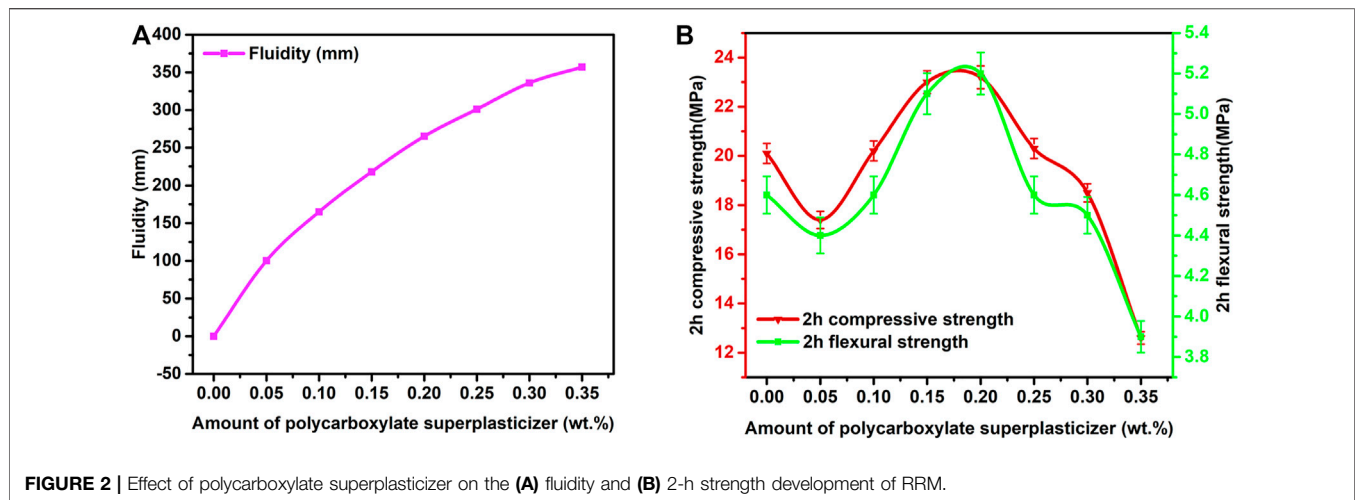 A
Fluidity (mm)
400
350
300
250
200
150
100
50
0
-50
Fluidity (mm)
0.00 0.05 0.10 0.15 0.20 0.25 0.30 0.35
Amount of polycarboxylate superplasticizer (wt.%)
B
24
22
20
18
16
14
12
2h compressive strength(MPa)
5.4
5.2
5.0
4.8
4.6
4.4
4.2
4.0
3.8
2h flexural strength(MPa)
2h compressive strength
2h flexural strength
0.00 0.05 0.10 0.15 0.20 0.25 0.30 0.35
Amount of polycarboxylate superplasticizer (wt.%)
FIGURE 2 | Effect of polycarboxylate superplasticizer on the (A) fluidity and (B) 2-h strength development of RRM.